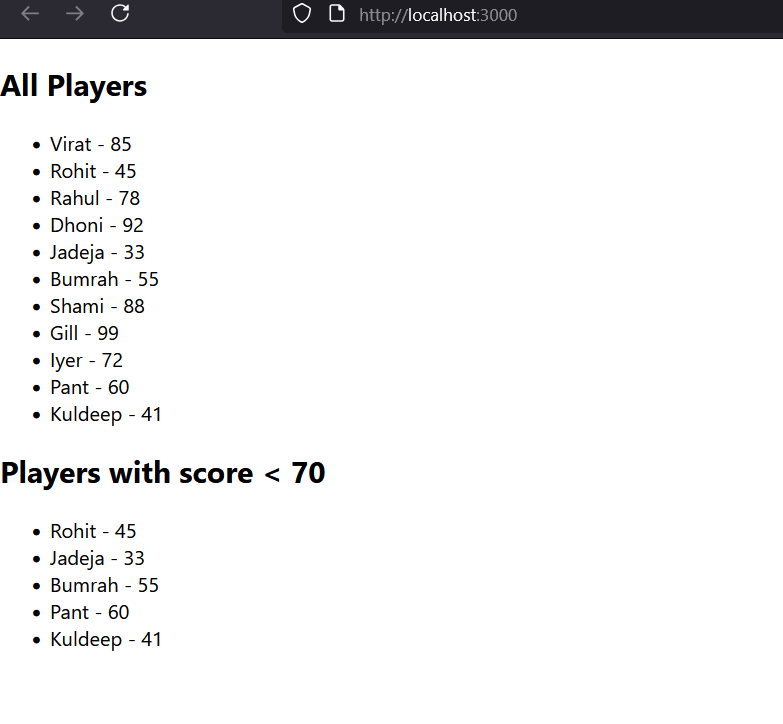 http://localhost:3000
All Players
• Virat - 85
• Rohit - 45
• Rahul - 78
• Dhoni - 92
• Jadeja - 33
• Bumrah - 55
• Shami - 88
• Gill - 99
• Iyer - 72
• Pant - 60
• Kuldeep - 41
Players with score < 70
• Rohit - 45
• Jadeja - 33
• Bumrah - 55
• Pant - 60
• Kuldeep - 41